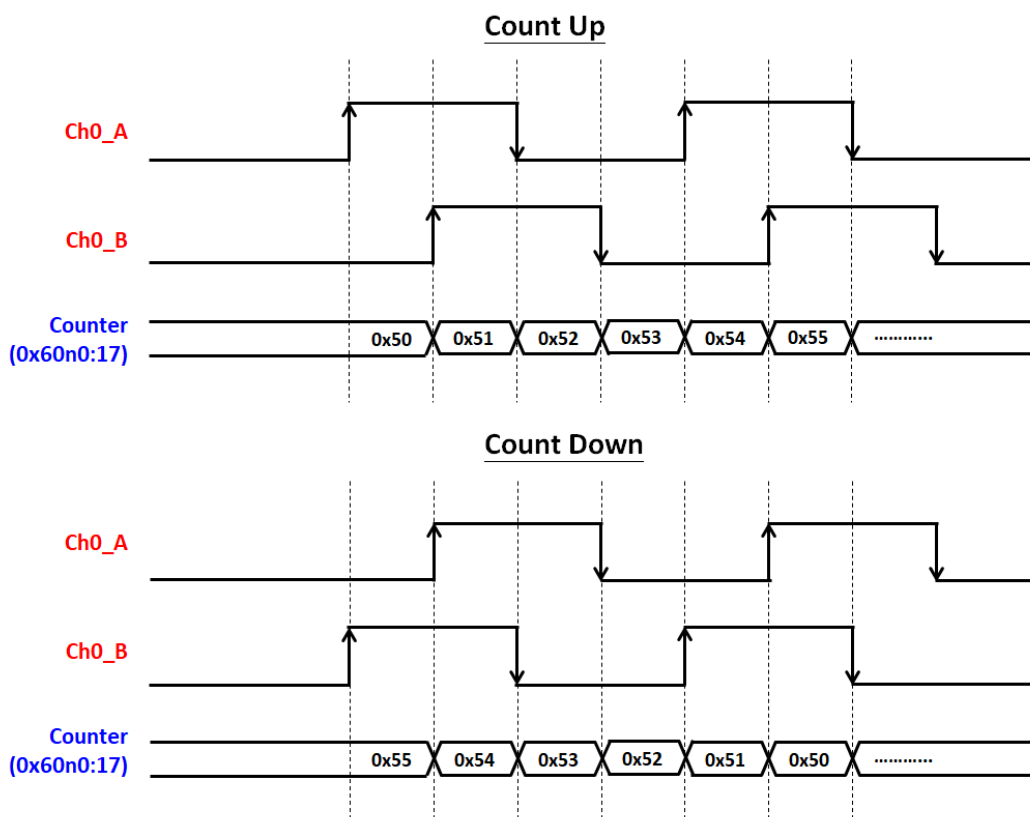 Count Up
Ch0_A
Ch0_B
Counter
(0x60n0:17)
0x50 0x51 0x52 0x53 0x54 0x55 ............
Count Down
Ch0_A
Ch0_B
Counter
(0x60n0:17)
0x55 0x54 0x53 0x52 0x51 0x50 ............